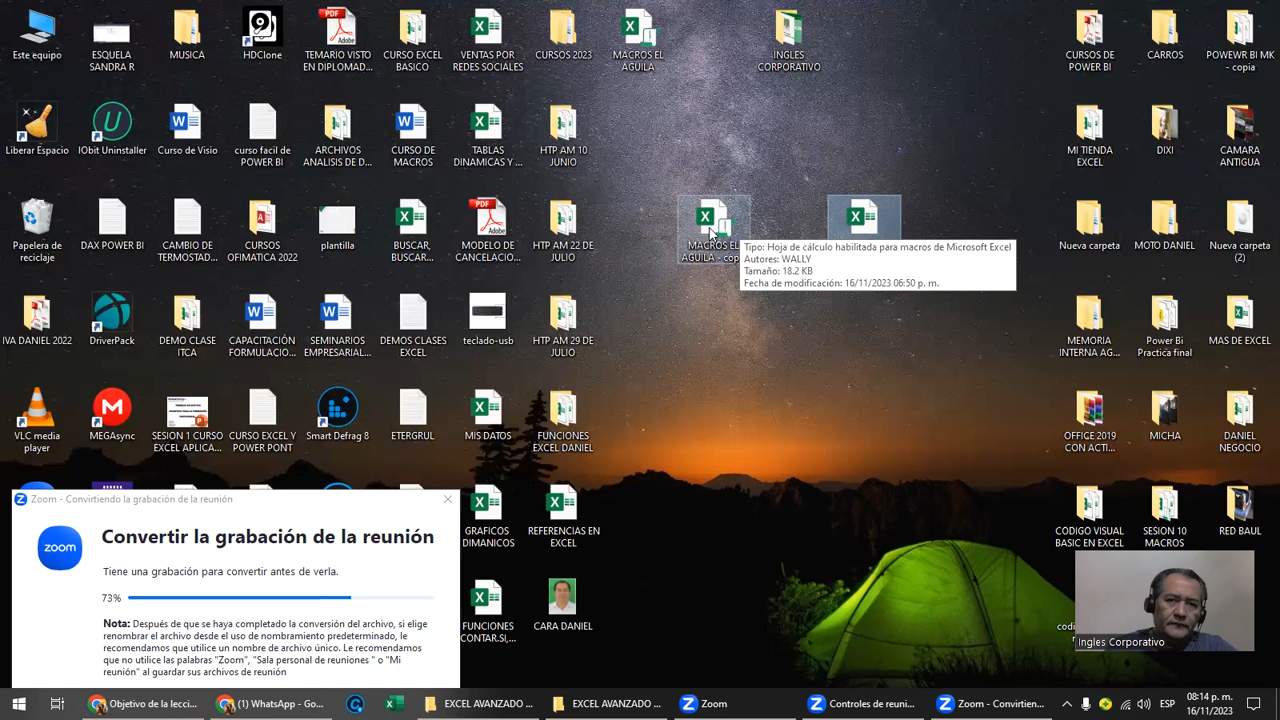 Este equipo
ESCUELA
SANDRA R
MUSICA
HDClone
TEMARIO VISTO
EN DIPLOMAD...
CURSO EXCEL
BASICO
VENTAS POR
REDES SOCIALES
CURSOS 2023
MACROS EL
AGUILA
INGLES
CORPORATIVO
CURSOS DE
POWER BI
CARROS
POWEWR BI MK
- copia
Liberar Espacio
IObit Uninstaller
Curso de Visio
curso facil de
POWER BI
ARCHIVOS
ANALISIS DE D...
CURSO DE
MACROS
TABLAS
DINAMICAS Y ...
HTP AM 10
JUNIO
MI TIENDA
EXCEL
DIXI
CAMARA
ANTIGUA
Papelera de
reciclaje
DAX POWER BI
CAMBIO DE
TERMOSTAD...
CURSOS
OFIMATICA 2...
plantilla
BUSCAR,
BUSCAR...
MODELO DE
CANCELACIO...
HTP AM 22 DE
JULIO
MACROS EL
AGUILA - cop
Tipo: Hoja de cálculo habilitada para macros de Microsoft Excel
Autores: WALLY
Tamaño: 18.2 KB
Fecha de modificación: 16/11/2023 06:50 p. m.
Nueva carpeta
MOTO DANIEL
Nueva carpeta
(2)
IVA DANIEL 2022
DriverPack
DEMO CLASE
ITCA
CAPACITACIÓN
FORMULACIO...
SEMINARIOS
EMPRESARIAL...
DEMOS CLASES
EXCEL
teclado-usb
HTP AM 29 DE
JULIO
MEMORIA
INTERNA AG...
Power Bi
Practica final
MAS DE EXCEL
VLC media
player
MEGAsync
SESION 1 CURSO
EXCEL APLICA...
CURSO EXCEL Y
POWER PONT
Smart Defrag 8
ETERGRUL
MIS DATOS
FUNCIONES
EXCEL DANIEL
OFFICE 2019
CON ACTI...
MICHA
DANIEL
NEGOCIO
Zoom - Convirtiendo la grabación de la reunión
zoom
Convertir la grabación de la reunión
Tiene una grabación para convertir antes de verla.
73%
Nota: Después de que se haya completado la conversión del archivo, si elige
renombrar el archivo desde el uso de nombramiento predeterminado, le
recomendamos que utilice un nombre de archivo único. Le recomendamos
que no utilice las palabras "Zoom", "Sala personal de reuniones " o "Mi
reunión" al guardar sus archivos de reunión
GRAFICOS
DIMANICOS
REFERENCIAS EN
EXCEL
CODIGO VISUAL
BASIC EN EXCEL
SESION 10
MACROS
RED BAUL
FUNCIONES
CONTAR.SI,...
CARA DANIEL
Ingles Corporativo
Objetivo de la lecci...
(1) WhatsApp - Go...
EXCEL AVANZADO ...
EXCEL AVANZADO ...
Zoom
Controles de reuni...
Zoom - Convirtien...
ESP
08:14 p. m.
16/11/2023